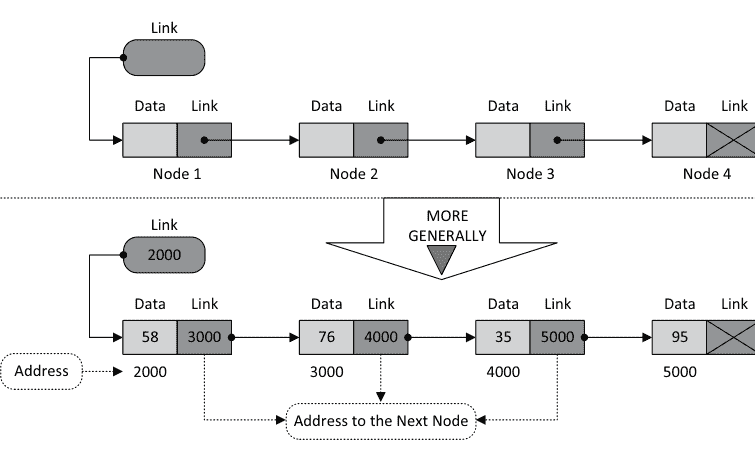 Link
Data Link Data Link Data Link Data Link
Node 1 Node 2 Node 3 Node 4
MORE
GENERALLY
Link
2000
Data Link Data Link Data Link Data Link
58 3000 76 4000 35 5000 95
Address 2000 3000 4000 5000
Address to the Next Node